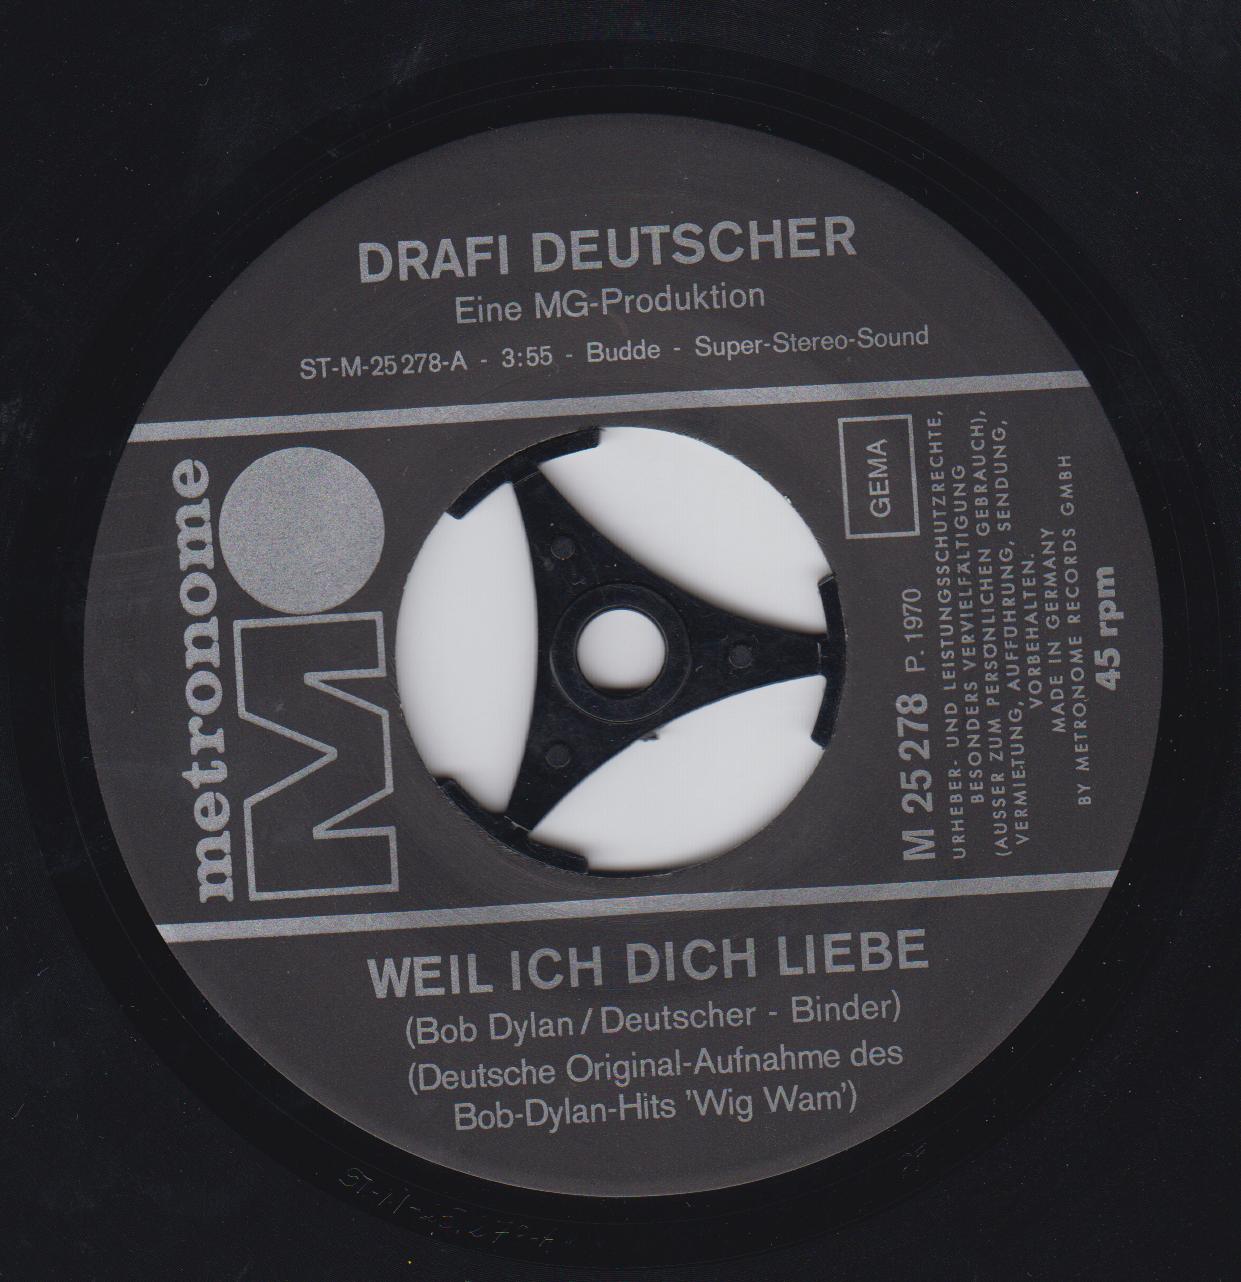 DRAFI DEUTSCHER
Eine MG-Produktion
ST-M-25 278-A - 3:55 - Budde - Super-Stereo-Sound
metronome
M
GEMA
M 25 278 P. 1970
URHEBER- UND LEISTUNGSSCHUTZRECHTE,
BESONDERS VERVIELFÄLTIGUNG
(AUSSER ZUM PERSÖNLICHEN GEBRAUCH),
VERMIETUNG, AUFFÜHRUNG, SENDUNG,
VORBEHALTEN.
MADE IN GERMANY
BY METRONOME RECORDS GMBH
45 rpm
WEIL ICH DICH LIEBE
(Bob Dylan / Deutscher - Binder)
(Deutsche Original-Aufnahme des
Bob-Dylan-Hits 'Wig Wam')